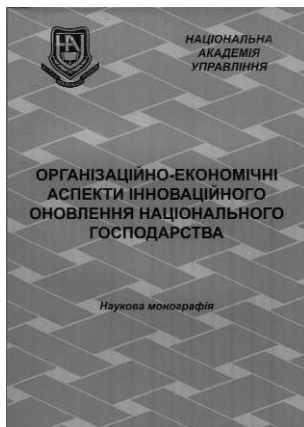 НАЦІОНАЛЬНА
АКАДЕМІЯ
УПРАВЛІННЯ
ОРГАНІЗАЦІЙНО-ЕКОНОМІЧНІ
АСПЕКТИ ІННОВАЦІЙНОГО
ОНОВЛЕННЯ НАЦІОНАЛЬНОГО
ГОСПОДАРСТВА
Наукова монографія